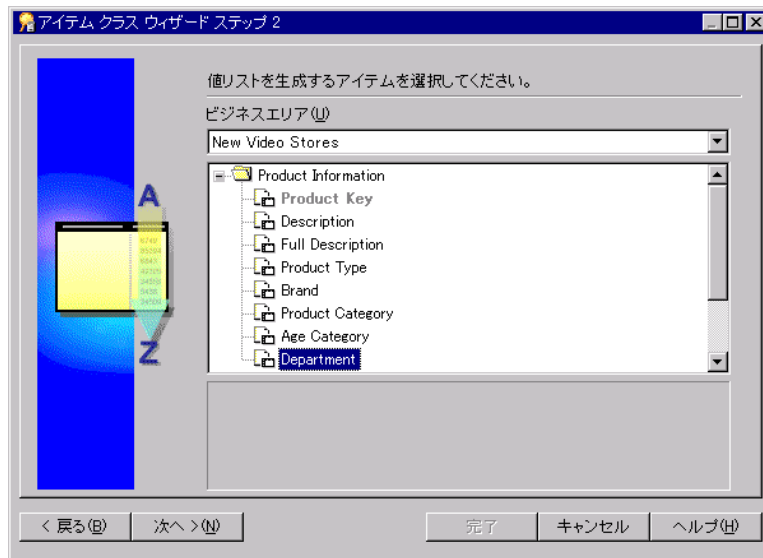 アイテム クラス ウィザード ステップ 2
値リストを生成するアイテムを選択してください。
ビジネスエリア(U)
New Video Stores
Product Information
Product Key
Description
Full Description
Product Type
Brand
Product Category
Age Category
Department
A
Z
< 戻る(B)
次へ >(N)
完了
キャンセル
ヘルプ(H)